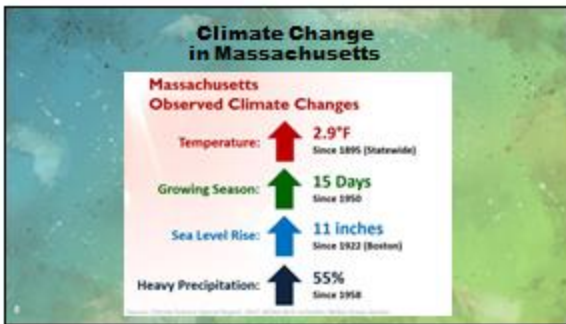 Climate Change
in Massachusetts
Massachusetts
Observed Climate Changes
Temperature: 2.9°F
Since 1895 (Statewide)
Growing Season: 15 Days
Since 1950
Sea Level Rise: 11 inches
Since 1922 (Boston)
Heavy Precipitation: 55%
Since 1958